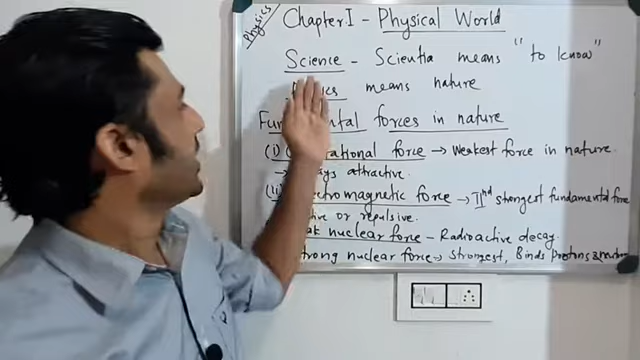 Physics
Chapter.I - Physical World
Science - Scientia means "to know"
means nature
forces in nature
(i) force → Weakest force in nature.
→ attractive.
(ii) force → IInd strongest fundamental force
or repulsive.
nuclear force - Radioactive decay.
nuclear force → Strongest, Binds Protons &